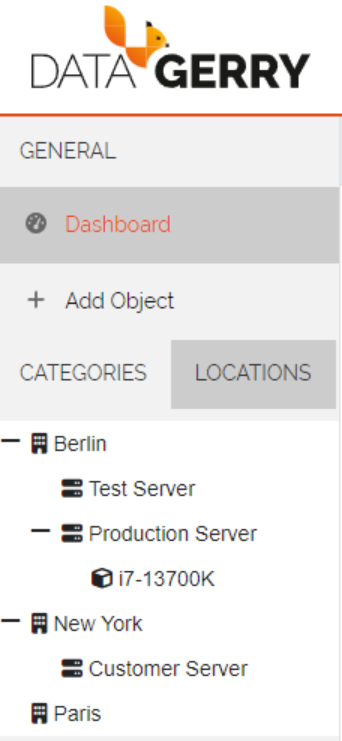 DATAGERRY
GENERAL
Dashboard
Add Object
CATEGORIES LOCATIONS
Berlin
Test Server
Production Server
i7-13700K
New York
Customer Server
Paris